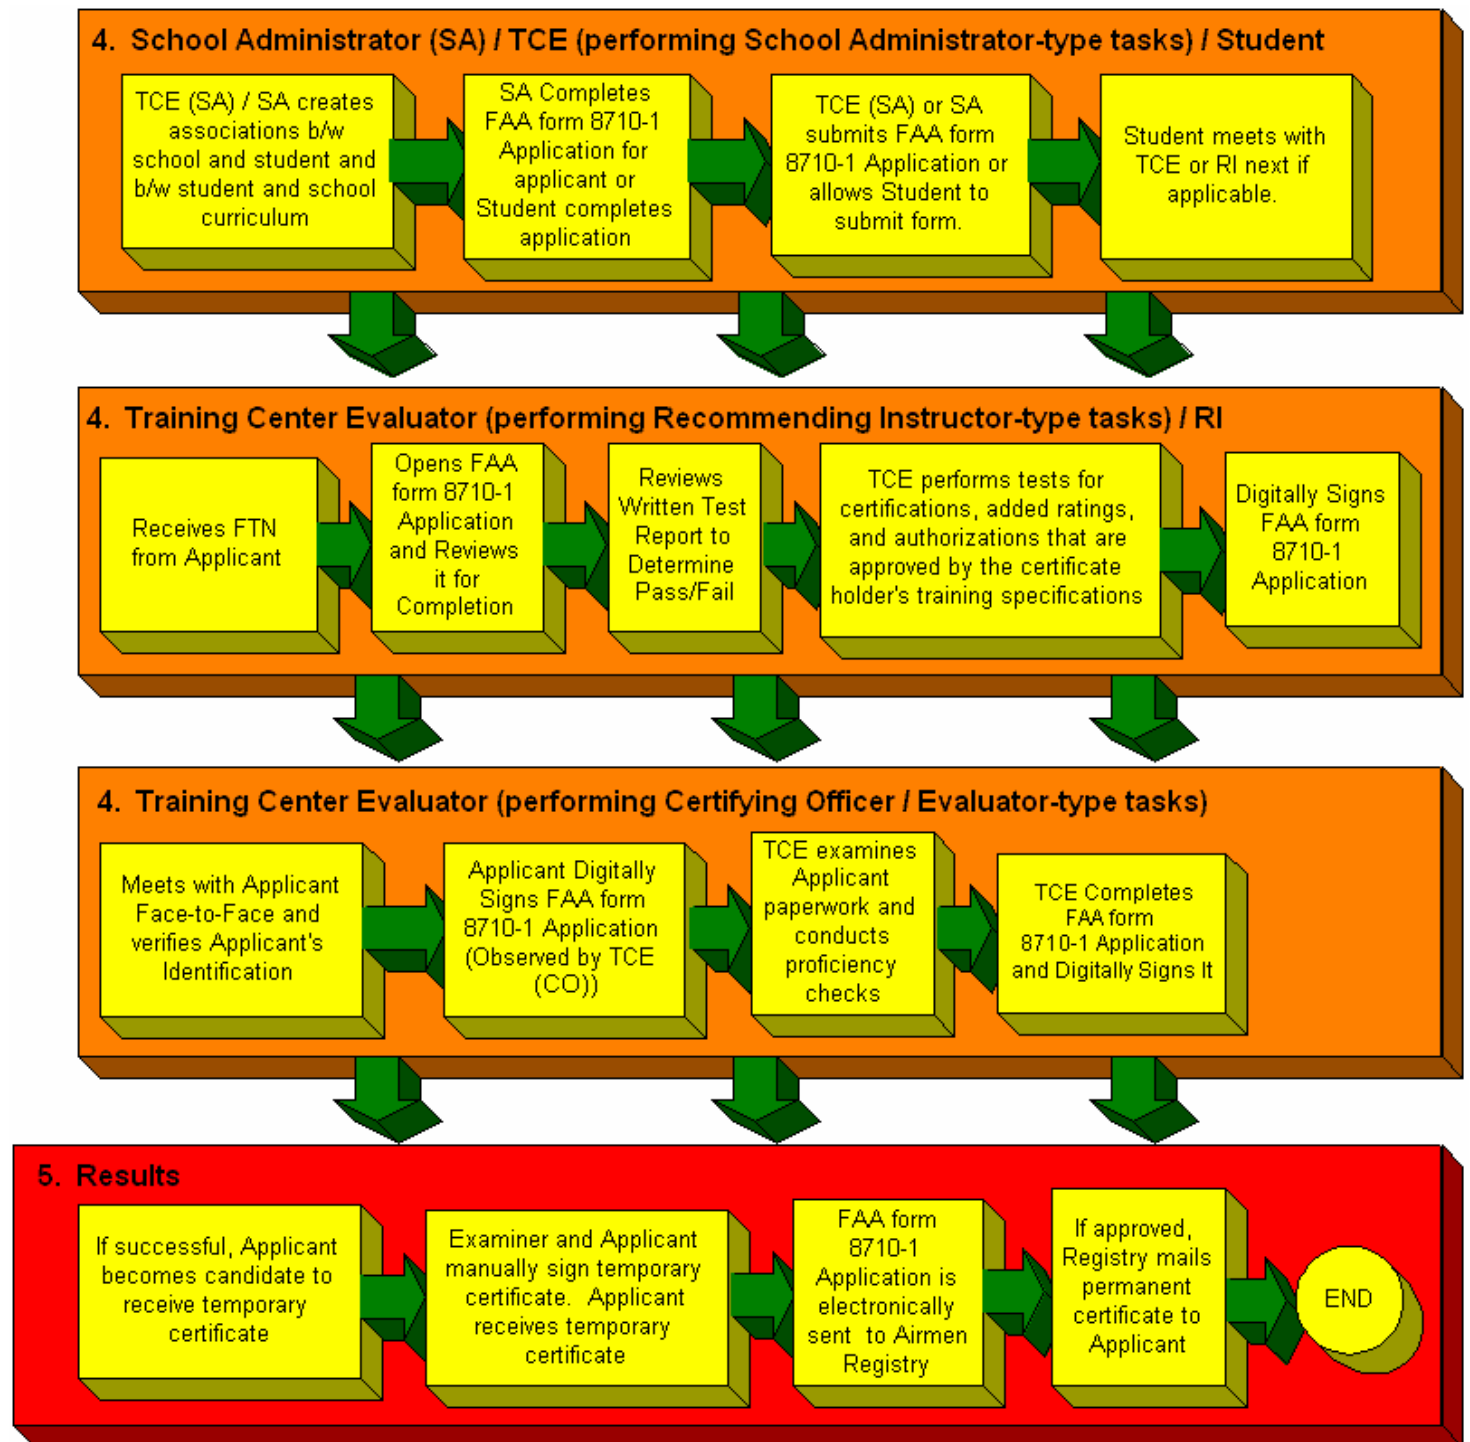 4. School Administrator (SA) / TCE (performing School Administrator-type tasks) / Student
TCE (SA) / SA creates
associations b/w
school and student and
b/w student and school
curriculum
SA Completes
FAA form 8710-1
Application for
applicant or
Student completes
application
TCE (SA) or SA
submits FAA form
8710-1 Application or
allows Student to
submit form.
Student meets with
TCE or RI next if
applicable.
4. Training Center Evaluator (performing Recommending Instructor-type tasks) / RI
Receives FTN
from Applicant
Opens FAA
form 8710-1
Application
and Reviews
it for
Completion
Reviews
Written Test
Report to
Determine
Pass/Fail
TCE performs tests for
certifications, added ratings,
and authorizations that are
approved by the certificate
holder's training specifications
Digitally Signs
FAA form
8710-1
Application
4. Training Center Evaluator (performing Certifying Officer / Evaluator-type tasks)
Meets with Applicant
Face-to-Face and
verifies Applicant's
Identification
Applicant Digitally
Signs FAA form
8710-1 Application
(Observed by TCE
(CO))
TCE examines
Applicant
paperwork and
conducts
proficiency
checks
TCE Completes
FAA form
8710-1 Application
and Digitally Signs It
5. Results
If successful, Applicant
becomes candidate to
receive temporary
certificate
Examiner and Applicant
manually sign temporary
certificate. Applicant
receives temporary
certificate
FAA form
8710-1
Application is
electronically
sent to Airmen
Registry
If approved,
Registry mails
permanent
certificate to
Applicant
END